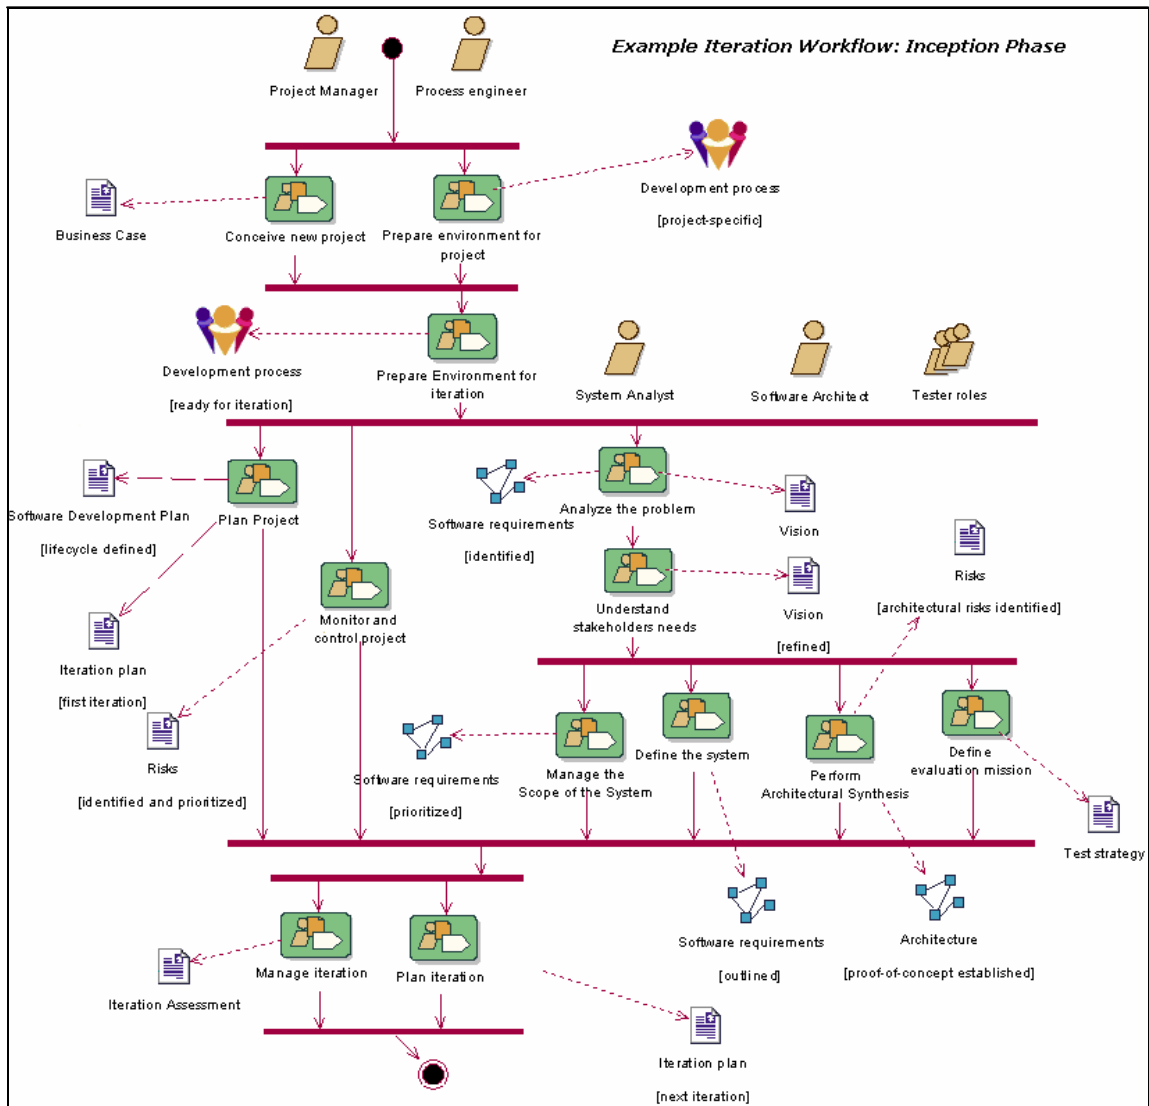 Example Iteration Workflow: Inception Phase
Project Manager
Process engineer
Development process
[project-specific]
Business Case
Conceive new project
Prepare environment for
project
Development process
[ready for iteration]
Prepare Environment for
iteration
System Analyst
Software Architect
Tester roles
Software Development Plan
[lifecycle defined]
Plan Project
Software requirements
[identified]
Analyze the problem
Vision
Risks
[architectural risks identified]
Understand
stakeholders needs
Vision
[refined]
Monitor and
control project
Iteration plan
[first iteration]
Risks
[identified and prioritized]
Software requirements
[prioritized]
Manage the
Scope of the System
Define the system
Perform
Architectural Synthesis
Define
evaluation mission
Test strategy
Software requirements
[outlined]
Architecture
[proof-of-concept established]
Manage iteration
Plan iteration
Iteration Assessment
Iteration plan
[next iteration]